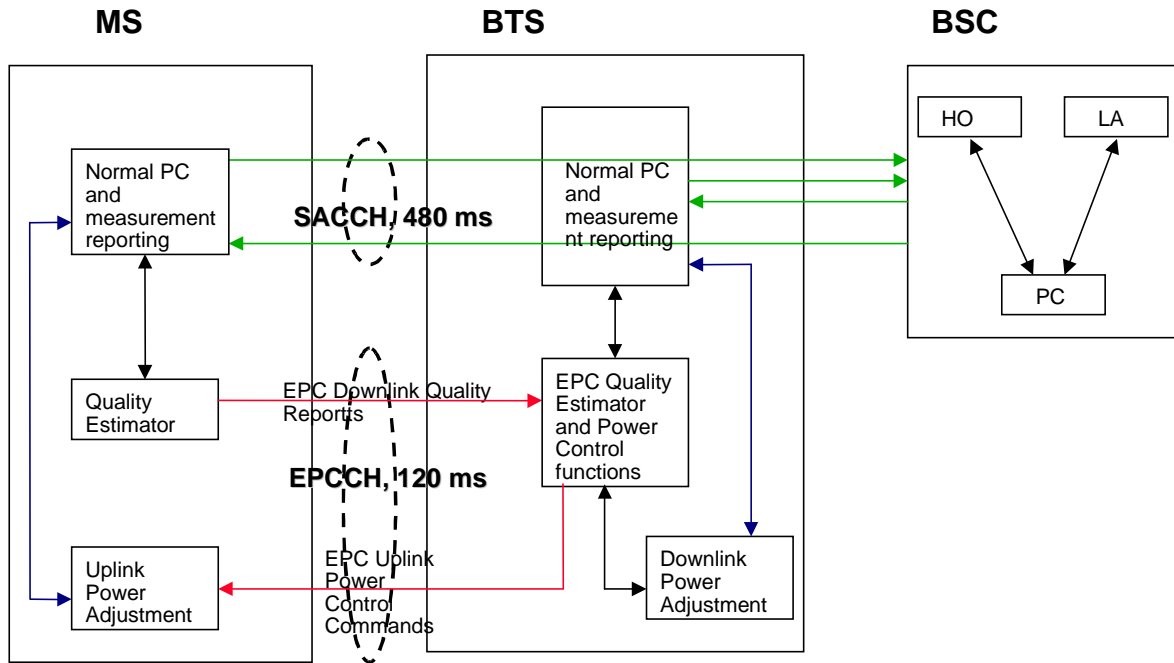 MS
BTS
BSC
HO
LA
PC
Normal PC
and
measurement
reporting
Normal PC
and
measureme
nt reporting
SACCH, 480 ms
Quality
Estimator
EPC Downlink Quality
Reportfs
EPC Quality
Estimator
and Power
Control
functions
EPCCH, 120 ms
Uplink
Power
Adjustment
EPC Uplink
Power
Control
Commands
Downlink
Power
Adjustment